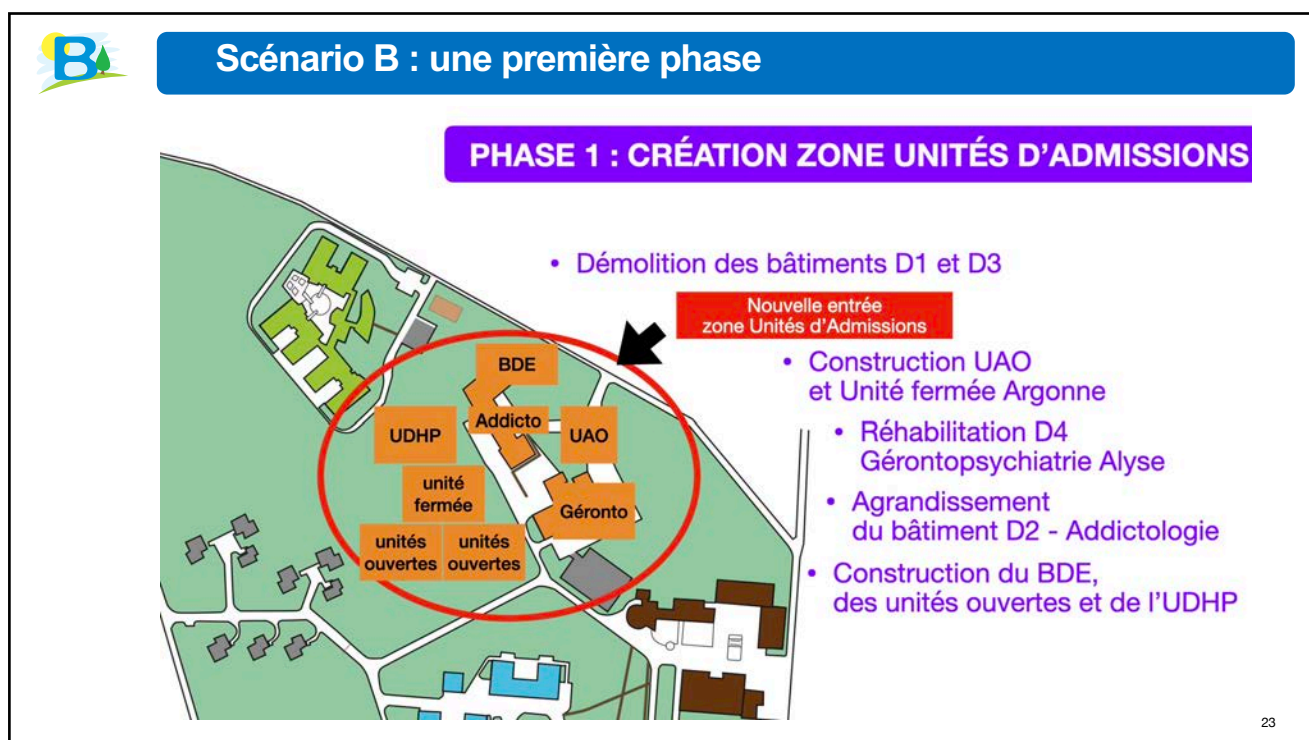 B
Scénario B : une première phase
PHASE 1 : CRÉATION ZONE UNITÉS D'ADMISSIONS
• Démolition des bâtiments D1 et D3
Nouvelle entrée
zone Unités d'Admissions
• Construction UAO
et Unité fermée Argonne
• Réhabilitation D4
Gérontopsychiatrie Alyse
• Agrandissement
du bâtiment D2 - Addictologie
• Construction du BDE,
des unités ouvertes et de l'UDHP
BDE
Addicto
UDHP
UAO
unité
fermée
Géronto
unités
ouvertes
unités
ouvertes
23